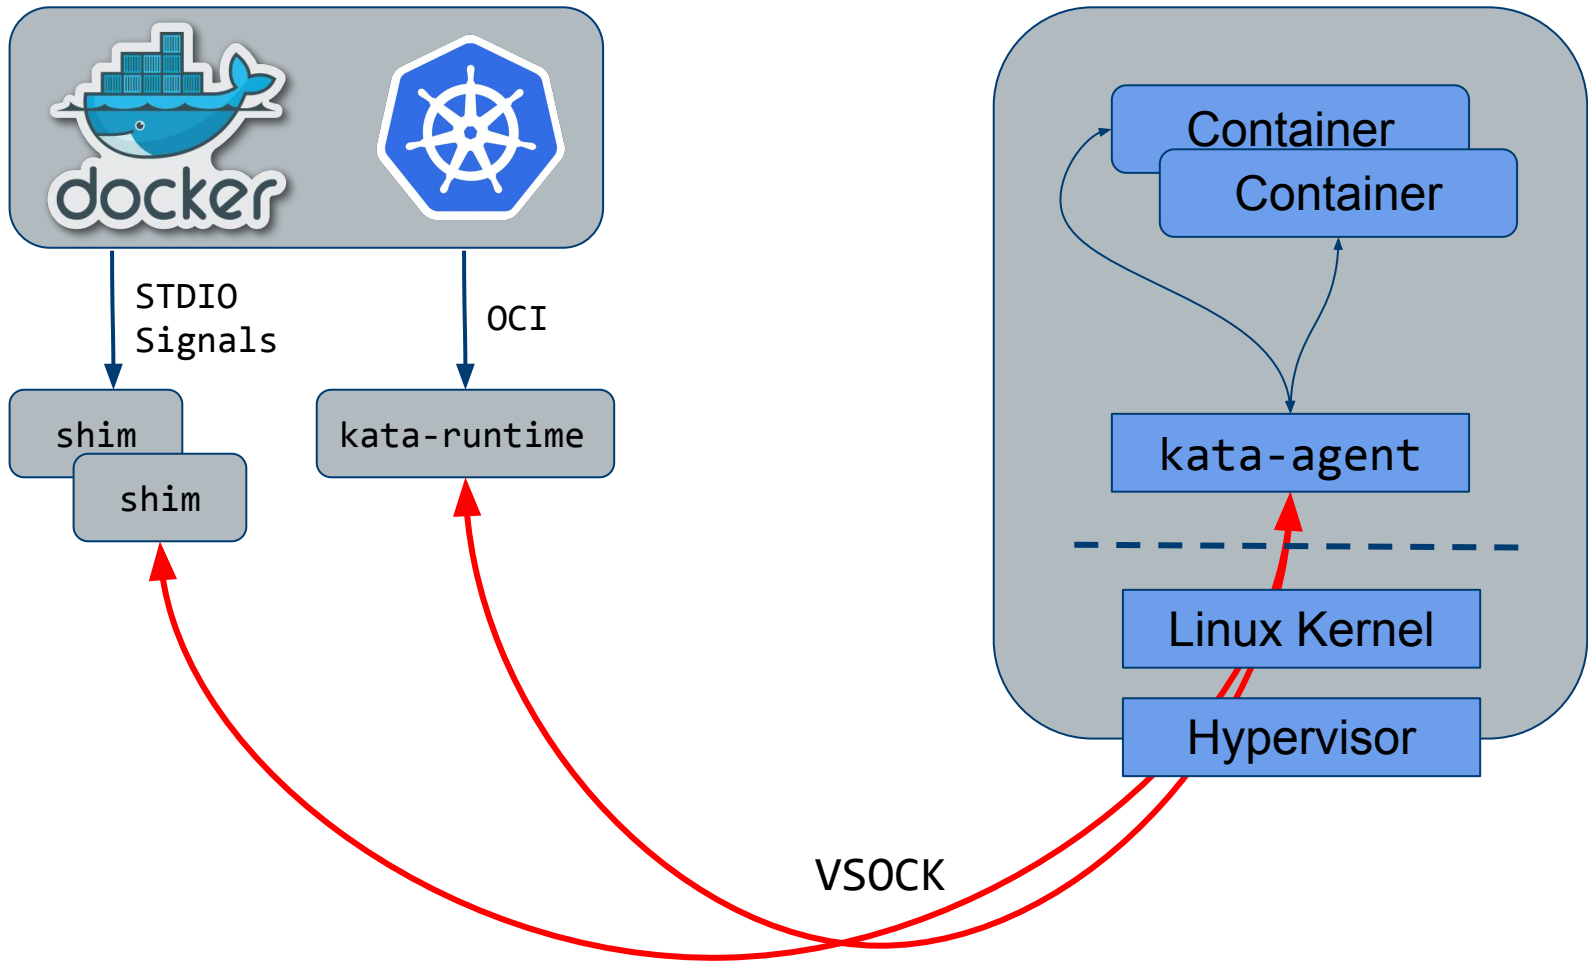 docker
STDIO
Signals
OCI
shim
shim
kata-runtime
Container
Container
kata-agent
Linux Kernel
Hypervisor
VSOCK